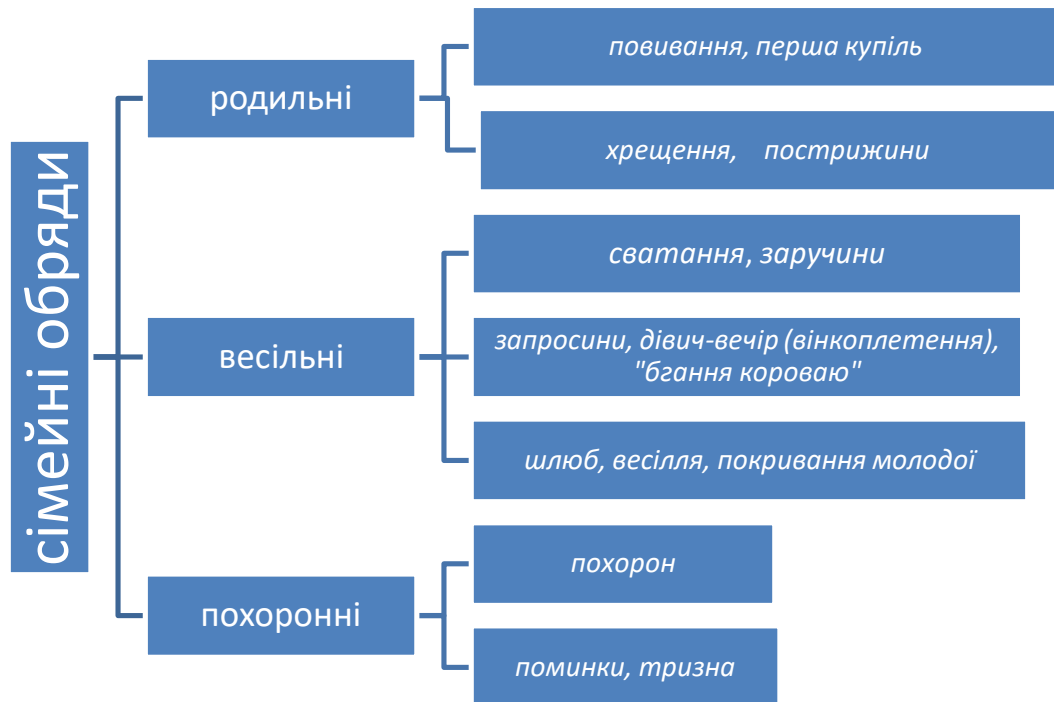 сімейні обряди
родильні
повивання, перша купіль
хрещення, пострижини
весільні
сватання, заручини
запросини, дівич-вечір (вінкоплетення),
"бгання короваю"
шлюб, весілля, покривання молодої
похоронні
похорон
поминки, тризна